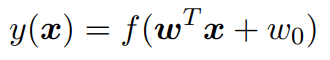 y(x) = f(w^T x + w_0)